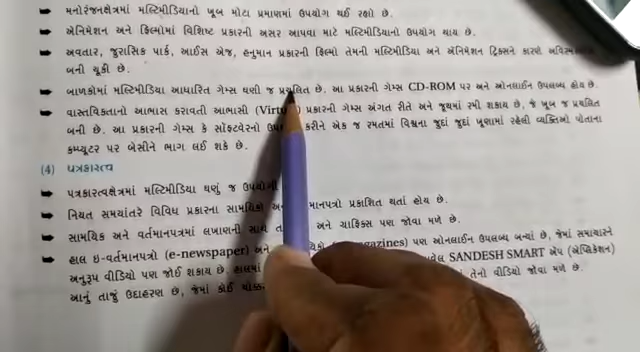 ➡ મનોરંજનક્ષેત્રમાં મલ્ટિમીડિયાનો ખૂબ મોટા પ્રમાણમાં ઉપયોગ થઈ રહ્યો છે.
➡ એનિમેશન અને ફિલ્મોમાં વિશિષ્ટ પ્રકારની અસર આપવા માટે મલ્ટિમીડિયાનો ઉપયોગ થાય છે.
➡ અવતાર, જુરાસિક પાર્ક, આઈસ એજ, હનુમાન પ્રકારની ફિલ્મો તેમની મલ્ટિમીડિયા અને એનિમેશન ટ્રિક્સને કારણે
બની ચૂકી છે.
➡ બાળકોમાં મલ્ટિમીડિયા આધારિત ગેમ્સ ઘણી જ પ્રચલિત છે. આ પ્રકારની ગેમ્સ CD-ROM પર અને ઓનલાઈન ઉપલબ્ધ હોય છે.
➡ વાસ્તવિકતાનો આભાસ કરાવતી આભાસી પ્રકારની ગેમ્સ અંગત રીતે અને જૂથમાં રમી શકાય છે, જે ખૂબ જ પ્રચલિત
બની છે. આ પ્રકારની ગેમ્સ કે સોફ્ટવેરનો કરીને એક જ રમતમાં વિશ્વના જુદાં જુદાં ખૂણામાં રહેલી વ્યક્તિઓ પોતાના
કમ્પ્યૂટર પર બેસીને ભાગ લઈ શકે છે.
(4) પત્રકારત્વ
➡ પત્રકારત્વક્ષેત્રમાં મલ્ટિમીડિયા ઘણું જ
➡ નિયત સમયાંતરે વિવિધ પ્રકારના સામયિકો પ્રકાશિત થતાં હોય છે.
➡ સામયિક અને વર્તમાનપત્રમાં લખાણની સાથે અને ગ્રાફિક્સ પણ જોવા મળે છે.
➡ હાલ ઇ-વર્તમાનપત્રો (e-newspaper) અને પણ ઓનલાઈન ઉપલબ્ધ બન્યાં છે, જેમાં સમાચારને
અનુરૂપ વીડિયો પણ જોઈ શકાય છે. હાલમાં SANDESH SMART એપ (એપ્લિકેશન)
આનું તાજું ઉદાહરણ છે, જેમાં કોઈ તેનો વીડિયો જોવા મળે છે.